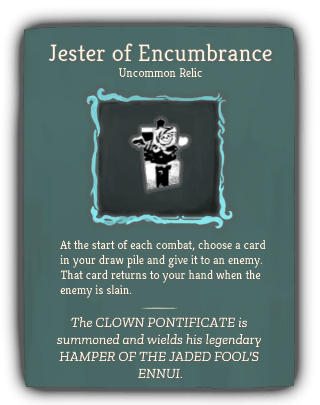 Jester of Encumbrance
Uncommon Relic
At the start of each combat, choose a card
in your draw pile and give it to an enemy.
That card returns to your hand when the
enemy is slain.
The CLOWN PONTIFICATE is
summoned and wields his legendary
HAMPER OF THE JADED FOOL'S
ENNUI.